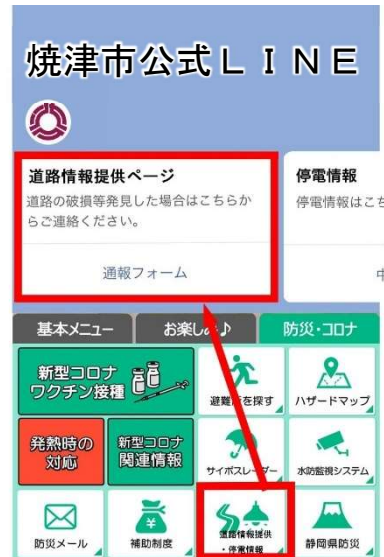 焼津市公式ＬＩＮＥ
道路情報提供ページ
道路の破損等発見した場合はこちらか
らご連絡ください。
通報フォーム
停電情報
停電情報はこち
中
基本メニュー
お楽しみ♪
防災・コロナ
新型コロナ
ワクチン接種
避難所を探す
ハザードマップ
発熱時の
対応
新型コロナ
関連情報
サイポスレーダー
水防監視システム
防災メール
補助制度
道路情報提供
・停電情報
静岡県防災